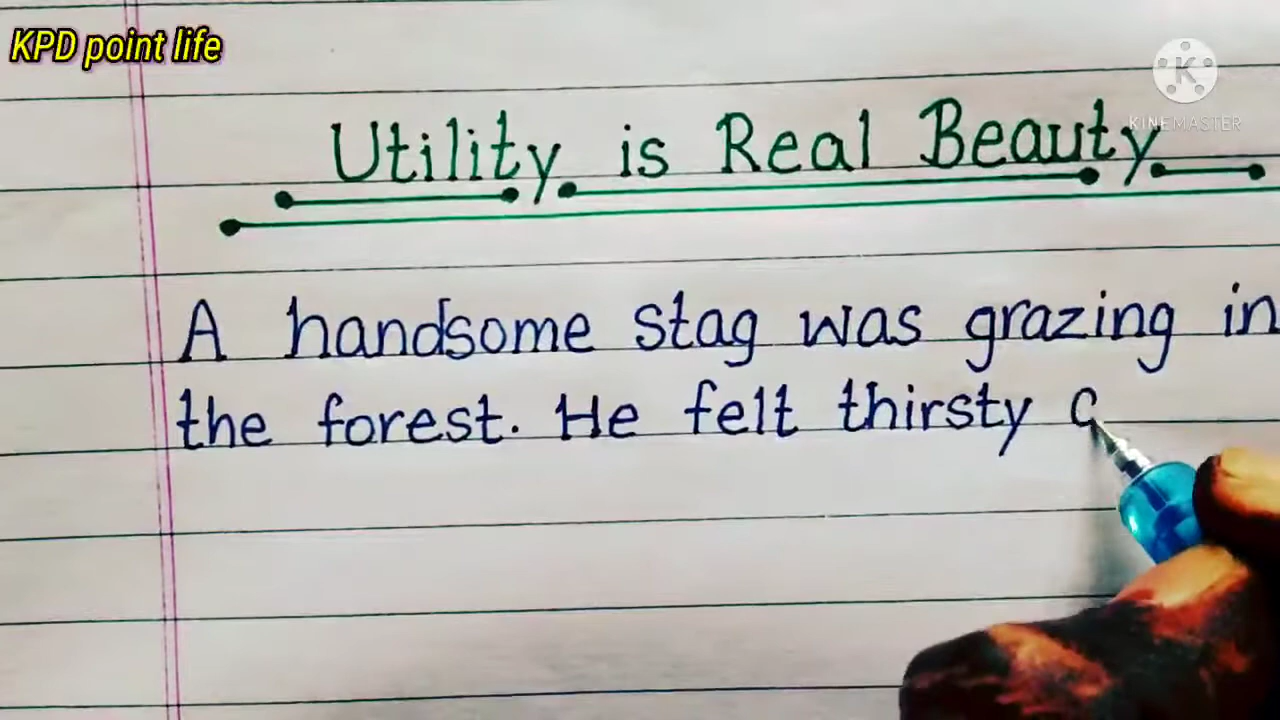 KPD point life
KINEMASTER
Utility is Real Beauty
A handsome stag was grazing in
the forest. He felt thirsty